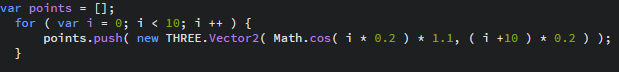 var points = [];
for ( var i = 0; i < 10; i ++ ) {
points.push( new THREE.Vector2( Math.cos( i * 0.2 ) * 1.1, ( i +10 ) * 0.2 ) );
}